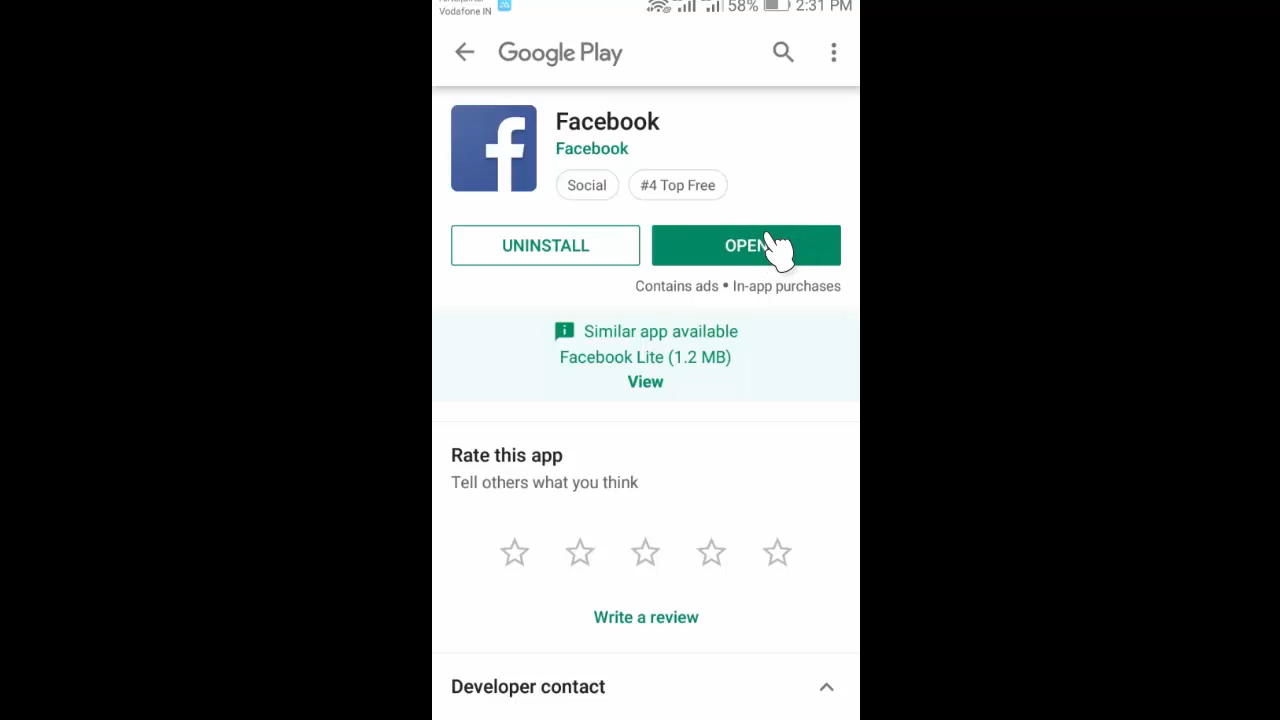 Vodafone IN
58% 2:31 PM
Google Play
Facebook
Facebook
Social #4 Top Free
UNINSTALL OPEN
Contains ads • In-app purchases
Similar app available
Facebook Lite (1.2 MB)
View
Rate this app
Tell others what you think
Write a review
Developer contact